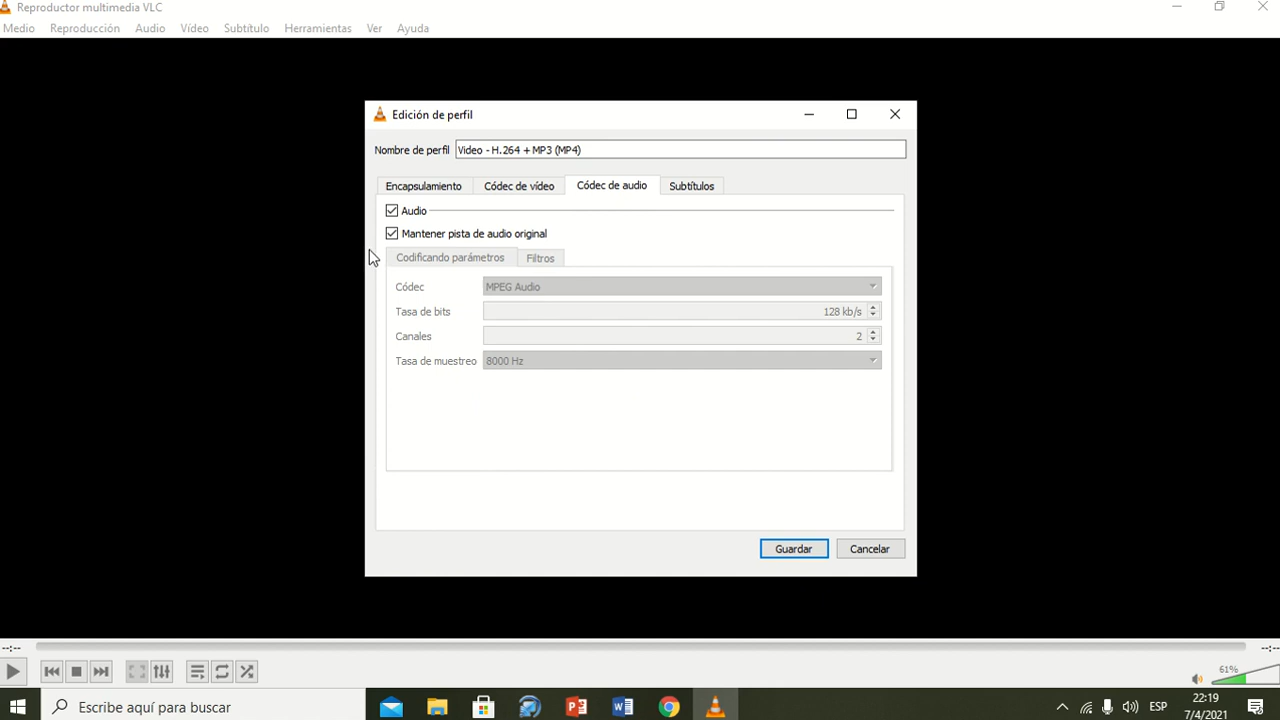 Reproductor multimedia VLC
Medio Reproducción Audio Vídeo Subtítulo Herramientas Ver Ayuda
Edición de perfil
Nombre de perfil Video - H.264 + MP3 (MP4)
Encapsulamiento Códec de vídeo Códec de audio Subtítulos
Audio
Mantener pista de audio original
Codificando parámetros Filtros
Códec MPEG Audio
Tasa de bits 128 kb/s
Canales 2
Tasa de muestreo 8000 Hz
Guardar Cancelar
--:-- --:--
61%
Escribe aquí para buscar ESP 22:19
7/4/2021